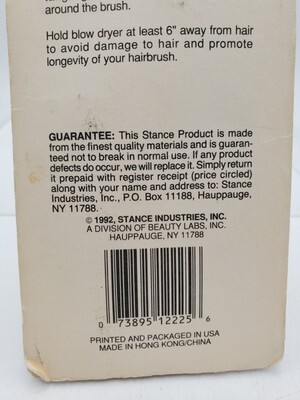 around the brush.
Hold blow dryer at least 6" away from hair
to avoid damage to hair and promote
longevity of your hairbrush.
GUARANTEE: This Stance Product is made
from the finest quality materials and is guaran-
teed not to break in normal use. If any product
defects do occur, we will replace it. Simply return
it prepaid with register receipt (price circled)
along with your name and address to: Stance
Industries, Inc., P.O. Box 11188, Hauppauge,
NY 11788.
© 1992, STANCE INDUSTRIES, INC.
A DIVISION OF BEAUTY LABS, INC.
HAUPPAUGE, NY 11788
0 73895 12225 6
PRINTED AND PACKAGED IN USA
MADE IN HONG KONG/CHINA